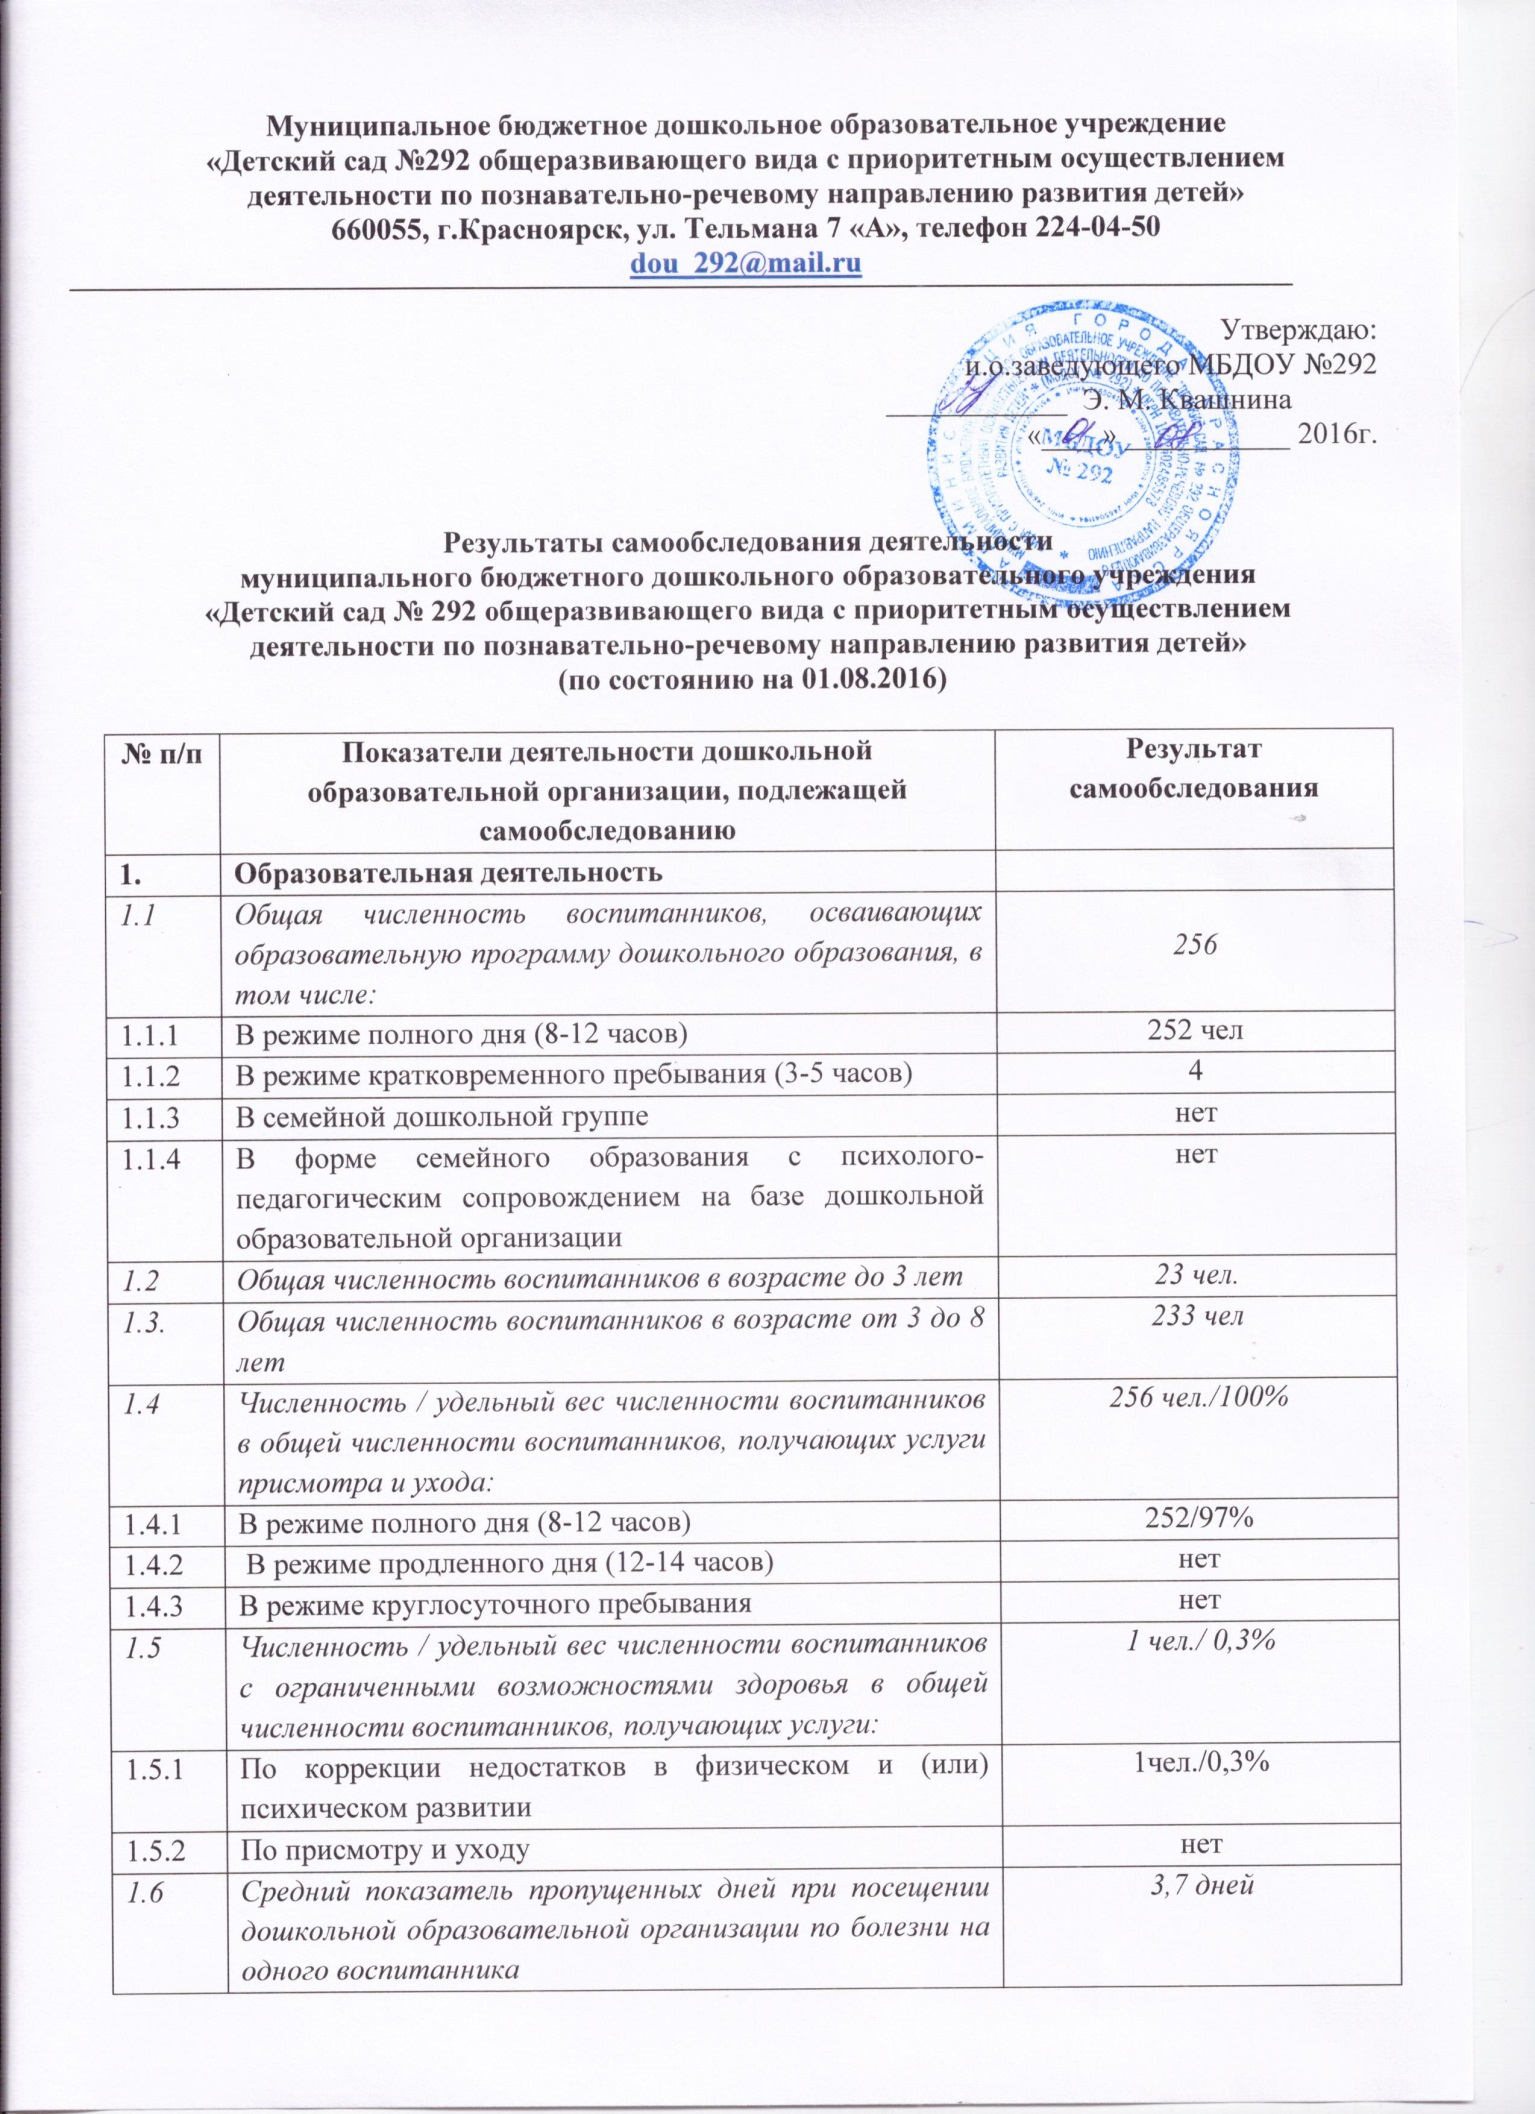 Муниципальное бюджетное дошкольное образовательное учреждение
«Детский сад №292 общеразвивающего вида с приоритетным осуществлением
деятельности по познавательно-речевому направлению развития детей»
660055, г.Красноярск, ул. Тельмана 7 «А», телефон 224-04-50
dou_292@mail.ru
Утверждаю:
и.о.заведующего МБДОУ №292
Э. М. Квашнина
«01» 08 2016г.
МБДОУ
№ 292
Результаты самообследования деятельности
муниципального бюджетного дошкольного образовательного учреждения
«Детский сад № 292 общеразвивающего вида с приоритетным осуществлением
деятельности по познавательно-речевому направлению развития детей»
(по состоянию на 01.08.2016)
№ п/п Показатели деятельности дошкольной Результат
образовательной организации, подлежащей самообследования
самообследованию
1. Образовательная деятельность
1.1 Общая численность воспитанников, осваивающих
образовательную программу дошкольного образования, в 256
том числе:
1.1.1 В режиме полного дня (8-12 часов) 252 чел
1.1.2 В режиме кратковременного пребывания (3-5 часов) 4
1.1.3 В семейной дошкольной группе нет
1.1.4 В форме семейного образования с психолого- нет
педагогическим сопровождением на базе дошкольной
образовательной организации
1.2 Общая численность воспитанников в возрасте до 3 лет 23 чел.
1.3. Общая численность воспитанников в возрасте от 3 до 8 233 чел
лет
1.4 Численность / удельный вес численности воспитанников 256 чел./100%
в общей численности воспитанников, получающих услуги
присмотра и ухода:
1.4.1 В режиме полного дня (8-12 часов) 252/97%
1.4.2 В режиме продленного дня (12-14 часов) нет
1.4.3 В режиме круглосуточного пребывания нет
1.5 Численность / удельный вес численности воспитанников 1 чел./ 0,3%
с ограниченными возможностями здоровья в общей
численности воспитанников, получающих услуги:
1.5.1 По коррекции недостатков в физическом и (или) 1чел./0,3%
психическом развитии
1.5.2 По присмотру и уходу нет
1.6 Средний показатель пропущенных дней при посещении 3,7 дней
дошкольной образовательной организации по болезни на
одного воспитанника